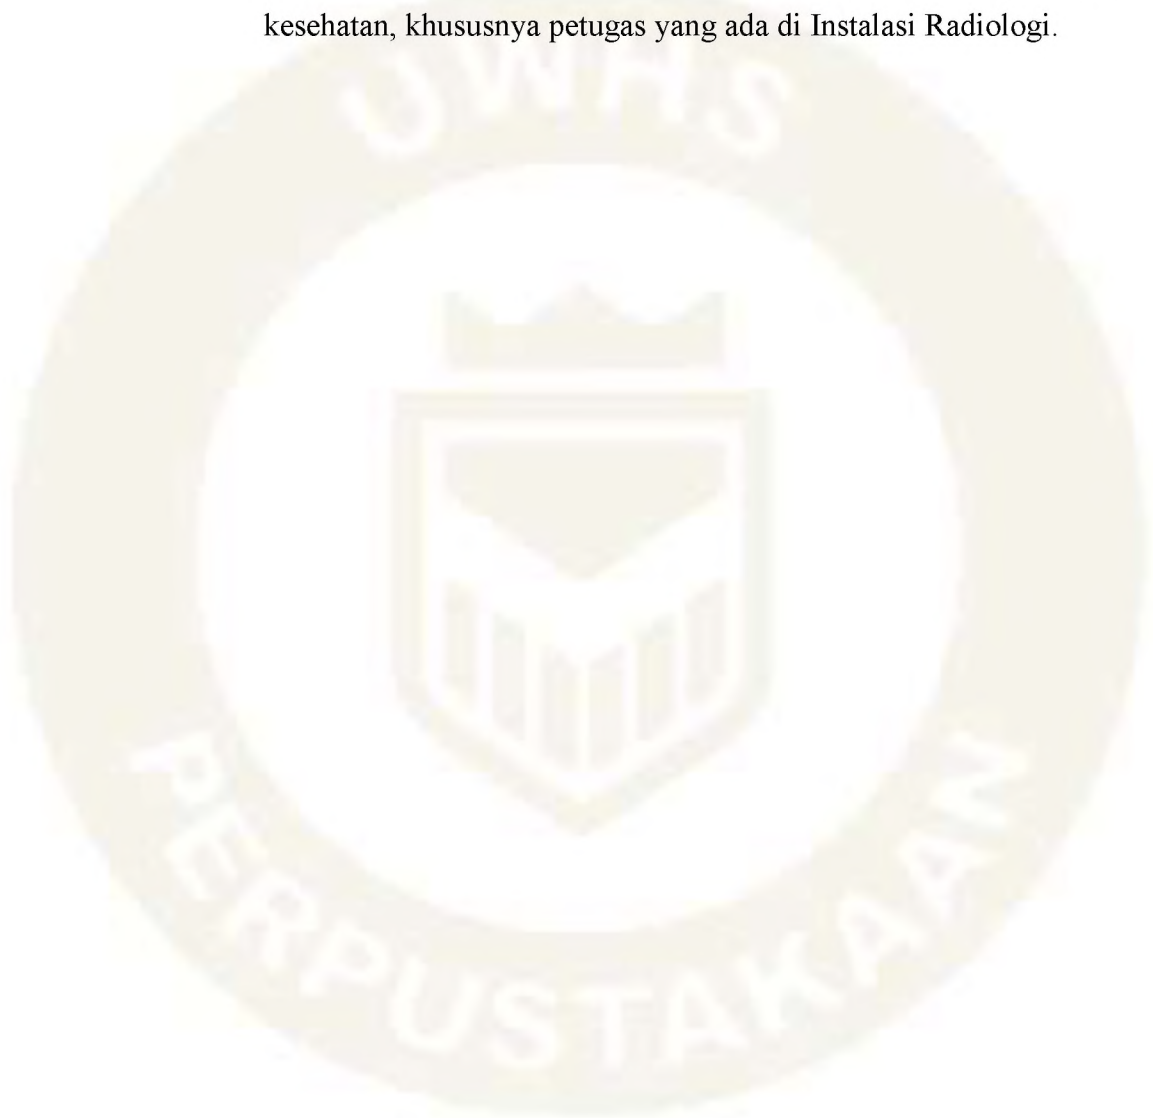 kesehatan, khususnya petugas yang ada di Instalasi Radiologi.
UWHS
PERPUSTAKAAN